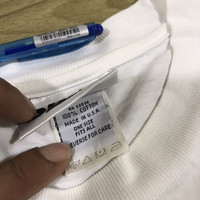 100% COTTON
MADE IN U.S.A.
ONE SIZE
FITS ALL
REVERSE FOR CARE